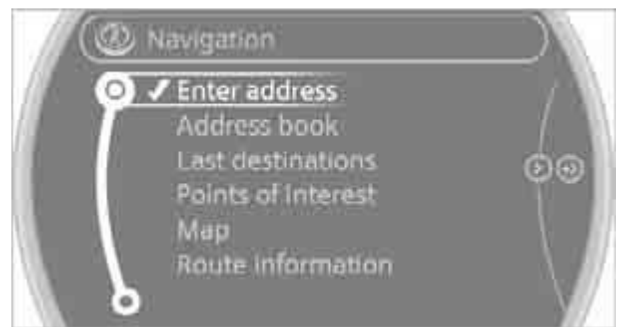 Navigation
Enter address
Address book
Last destinations
Points of Interest
Map
Route information